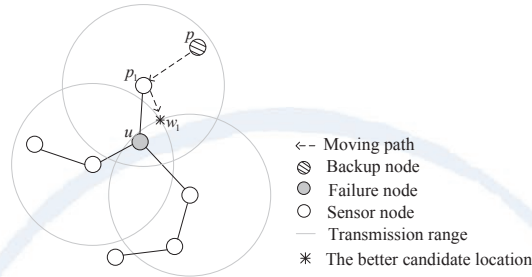 p
p₁
w₁
u
Moving path
Backup node
Failure node
Sensor node
Transmission range
The better candidate location